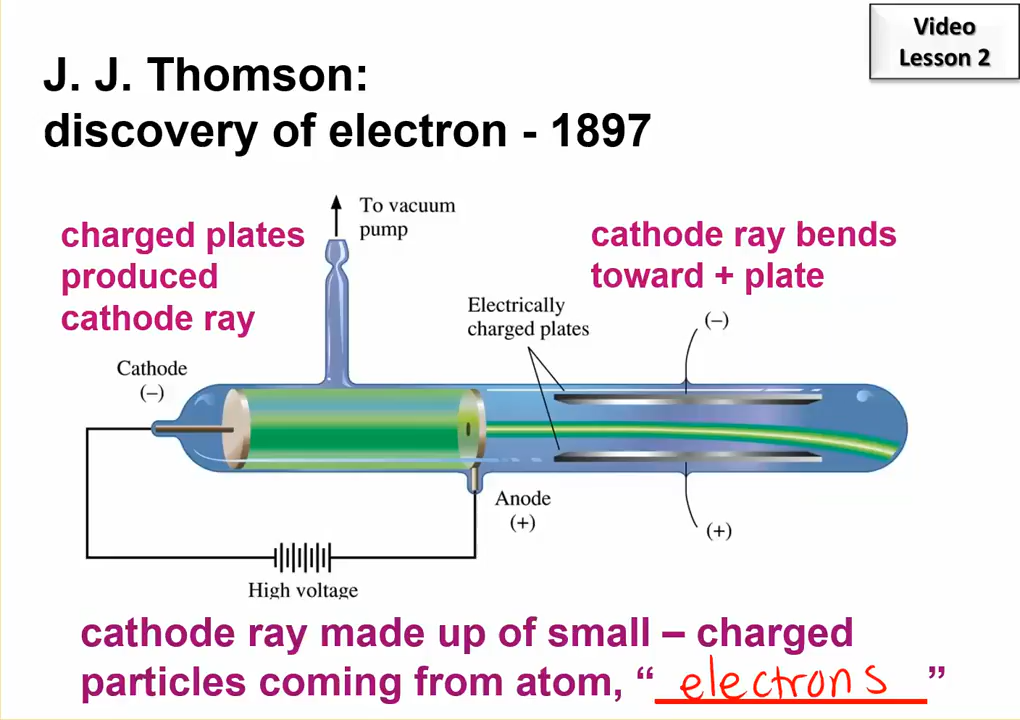 Video
Lesson 2
J. J. Thomson:
discovery of electron - 1897
To vacuum
pump
charged plates
produced
cathode ray
cathode ray bends
toward + plate
Electrically
charged plates
(–)
Cathode
(–)
Anode
(+)
(+)
High voltage
cathode ray made up of small – charged
particles coming from atom, “electrons”